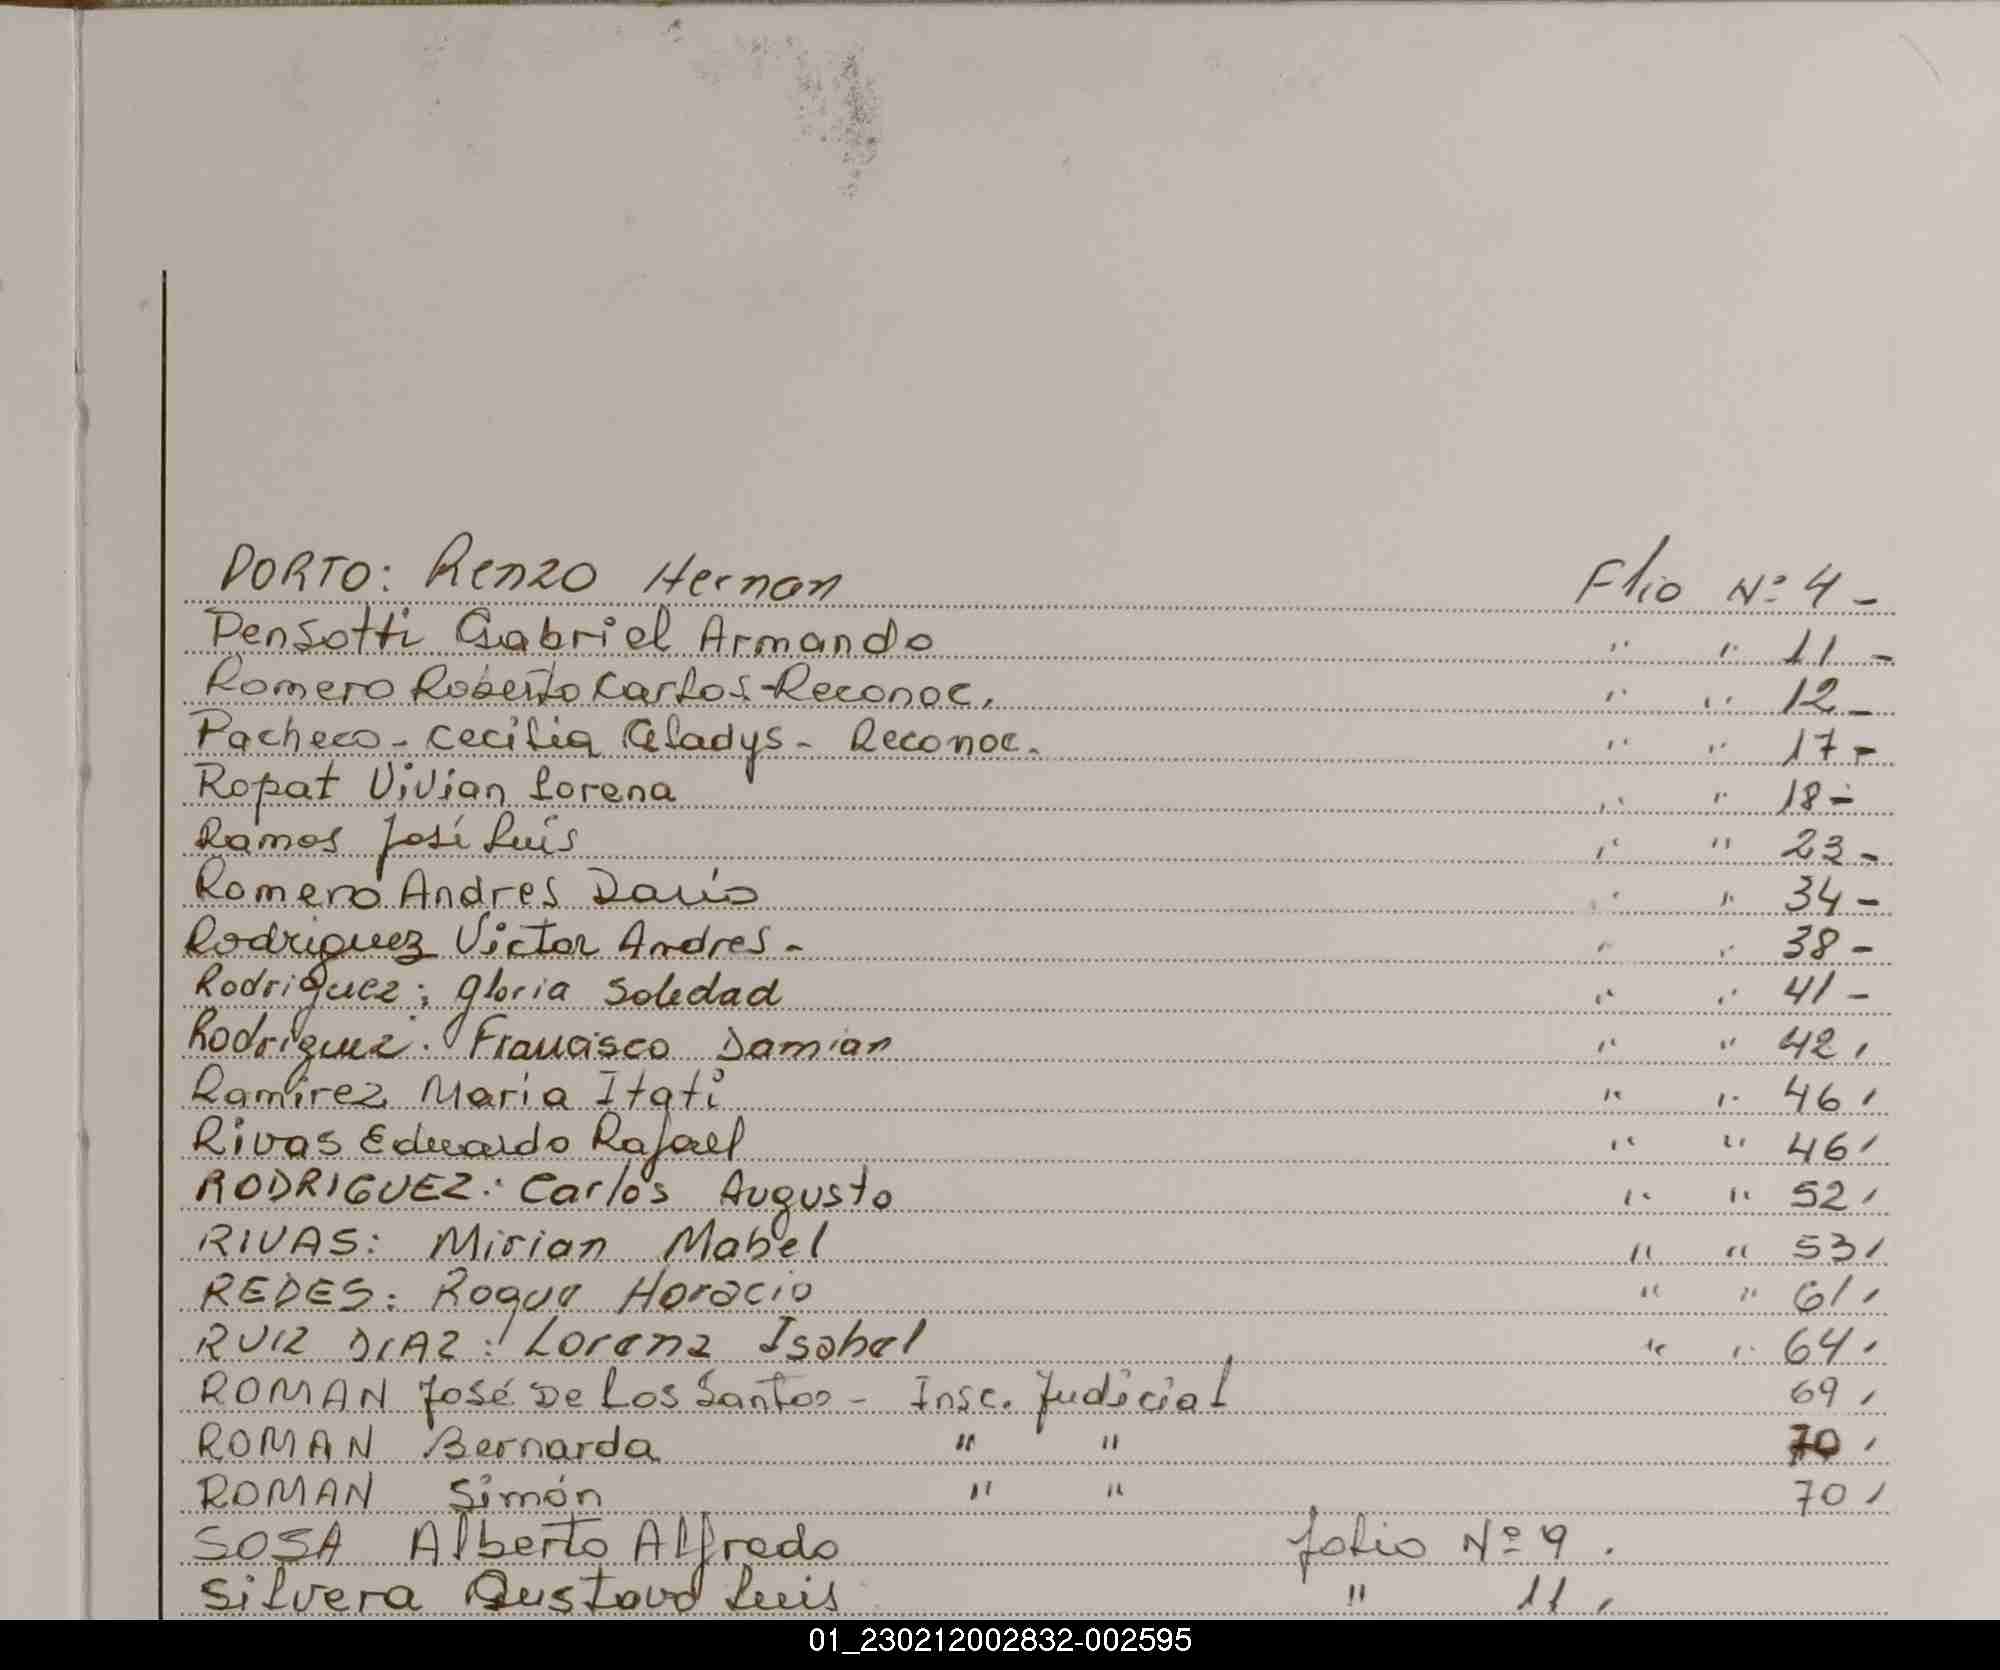 PORTO: Renzo Hernan Flio Nº 4 -
Pensotti Gabriel Armando " " 11 -
Romero Roberto Carlos - Reconoc. " " 12 -
Pacheco - Cecilia Gladys - Reconoc. " " 17 -
Ropat Vivian Lorena " " 18 -
Ramos José Luis " " 23 -
Romero Andres Dario " " 34 -
Rodriguez Victor Andres - " " 38 -
Rodriguez; Gloria Soledad " " 41 -
Rodriguez. Francisco Damian " " 42 ,
Ramirez Maria Itati " " 46 ,
Rivas Eduardo Rafael " " 46 ,
RODRIGUEZ: Carlos Augusto " " 52 ,
RIVAS: Mirian Mabel " " 53 ,
REDES: Roque Horacio " " 61 ,
RUIZ DIAZ: Lorena Isabel " " 64 ,
ROMAN José De Los Santos - Insc. Judicial 69 ,
ROMAN Bernarda " " 70 ,
ROMAN Simón " " 70 ,
SOSA Alberto Alfredo folio Nº 9 .
Silvera Gustavo Luis " 11 ,
01_230212002832-002595